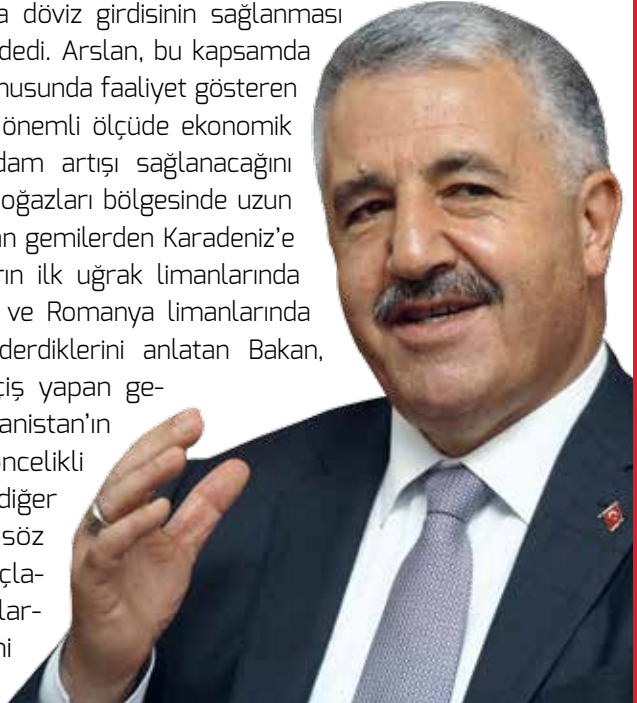 a döviz girdisinin sağlanması
dedi. Arslan, bu kapsamda
nusunda faaliyet gösteren
önemli ölçüde ekonomik
dam artışı sağlanacağını
oğazları bölgesinde uzun
an gemilerden Karadeniz’e
rın ilk uğrak limanlarında
ve Romanya limanlarında
derdiklerini anlatan Bakan,
çiş yapan ge-
anistan’ın
öncelikli
diğer
söz
çla-
lar-
ni